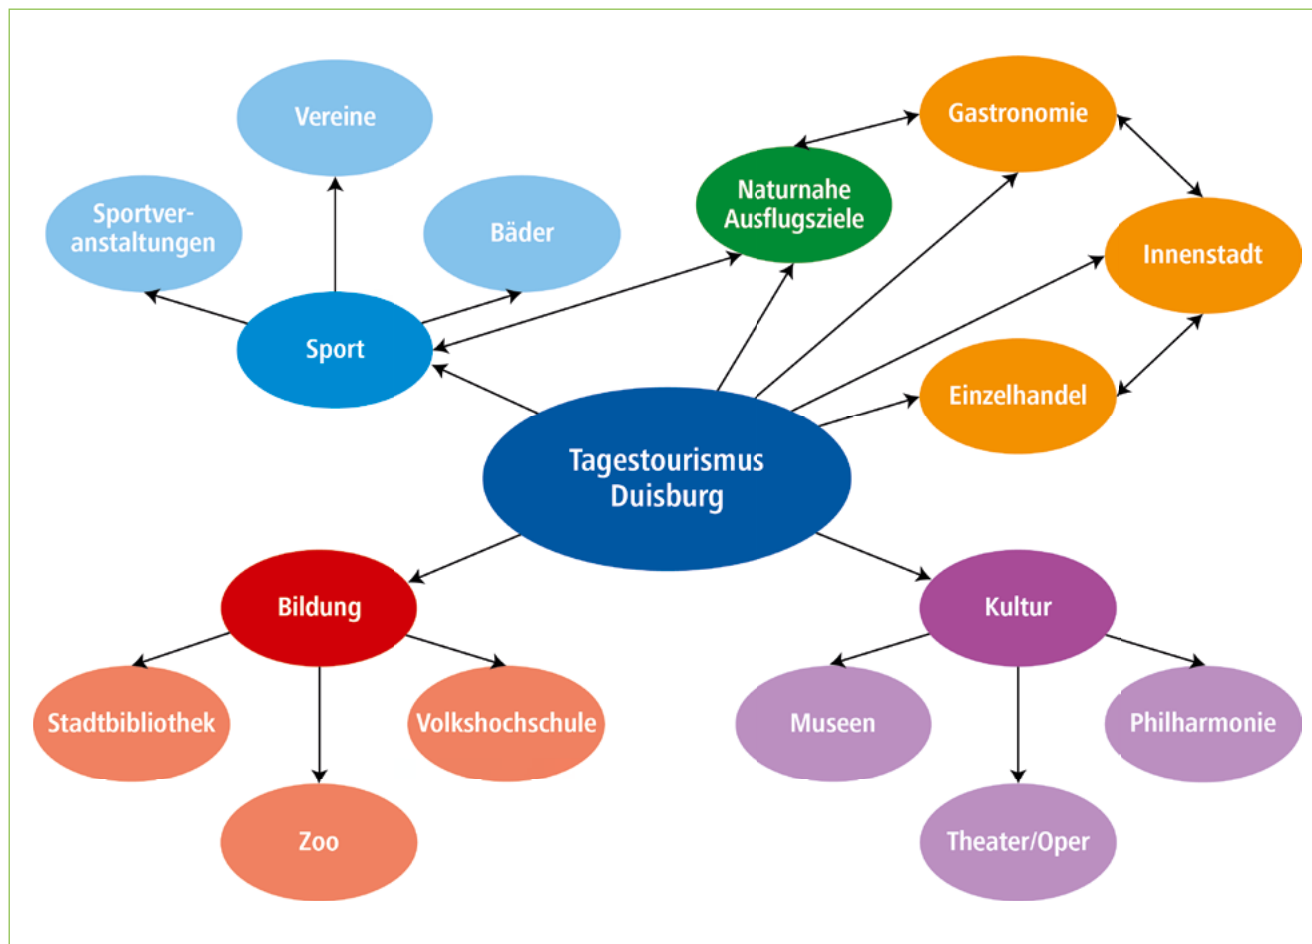 Vereine
Gastronomie
Naturnahe
Ausflugsziele
Sportver-
anstaltungen
Bäder
Innenstadt
Sport
Einzelhandel
Tagestourismus
Duisburg
Bildung
Kultur
Stadtbibliothek
Volkshochschule
Museen
Philharmonie
Zoo
Theater/Oper